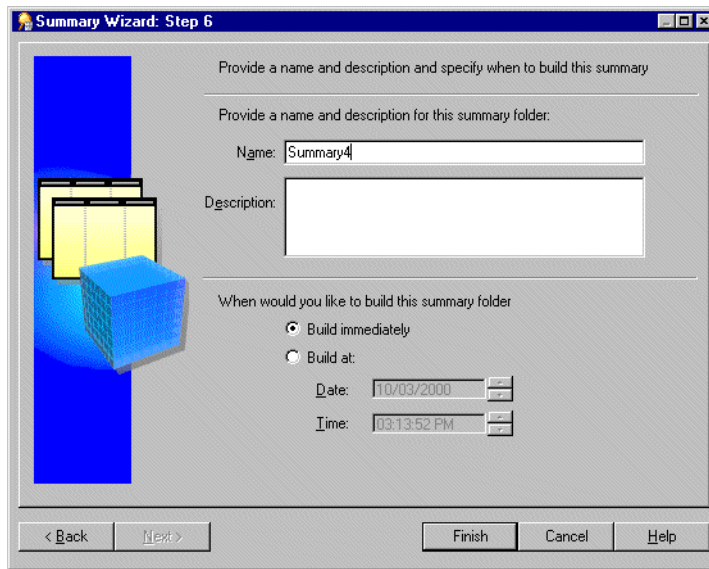 Summary Wizard: Step 6
Provide a name and description and specify when to build this summary
Provide a name and description for this summary folder:
Name: Summary4
Description:
When would you like to build this summary folder
Build immediately
Build at:
Date: 10/03/2000
Time: 03:13:52 PM
< Back Next > Finish Cancel Help